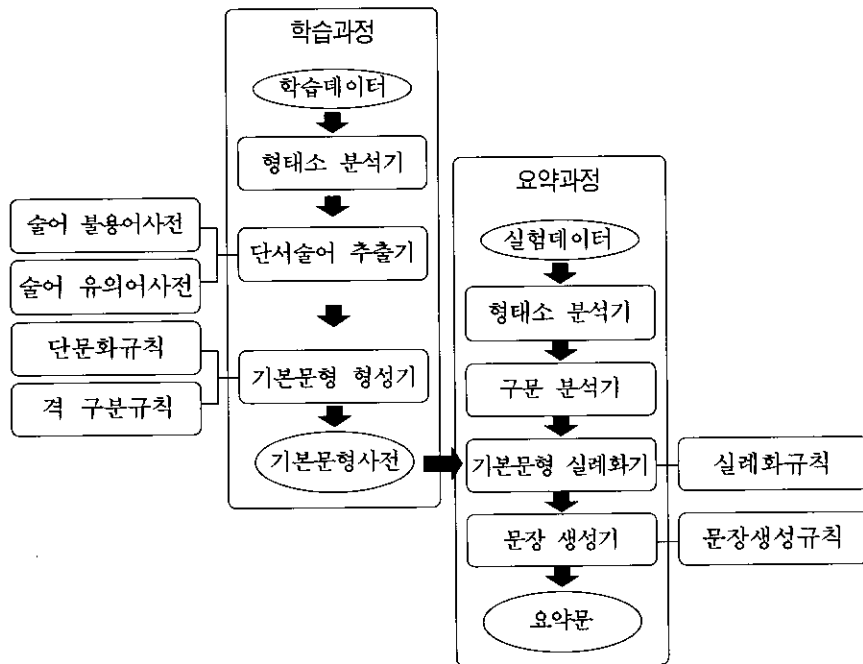 학습과정
학습데이터
형태소 분석기
술어 불용어사전
술어 유의어사전
단서술어 추출기
단문화규칙
격 구분규칙
기본문형 형성기
기본문형사전
요약과정
실험데이터
형태소 분석기
구문 분석기
기본문형 실례화기
실례화규칙
문장 생성기
문장생성규칙
요약문